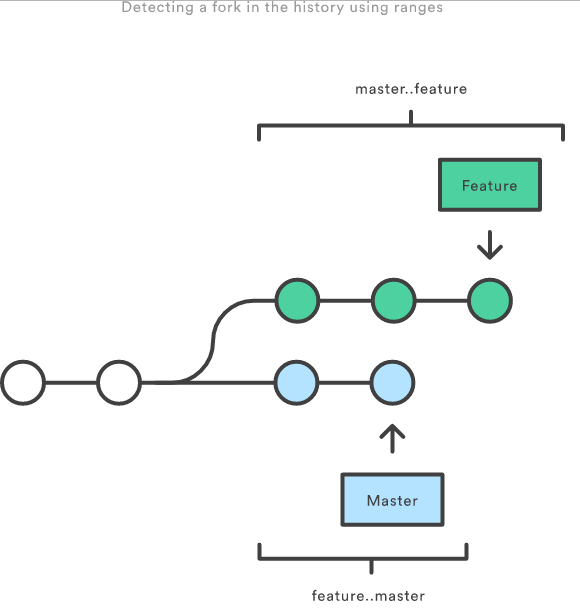 Detecting a fork in the history using ranges
master..feature
Feature
Master
feature..master